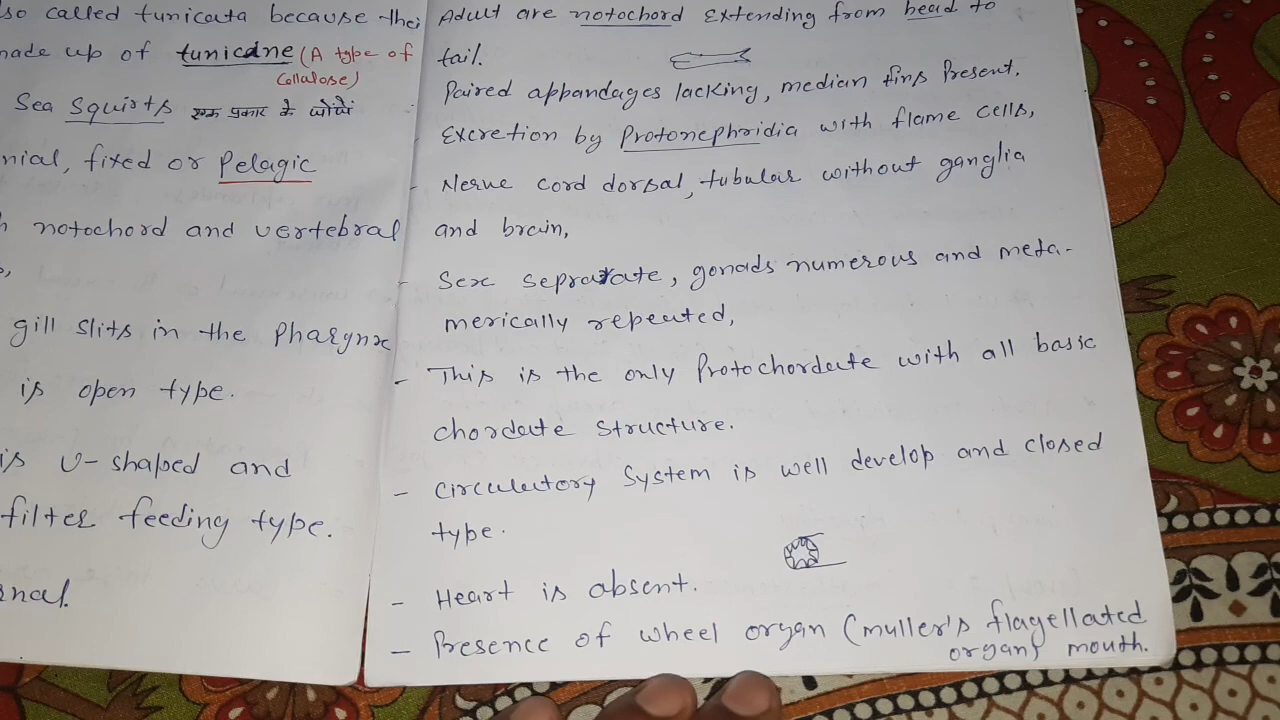 so called tunicata because thei
made up of tunicine (A type of
Collalose)
Sea Squirts एक प्रकार के
nial, fixed or Pelagic
notochord and vertebral
gill slits in the Pharynx
is open type.
is U-shaped and
filter feeding type.
rnal.
Adult are notochord extending from head to
tail.
Paired appandages lacking, median fins Present.
Excretion by Protonephridia with flame cells,
- Nerve cord dorsal, tubular without ganglia
and brain,
- Sex seprarate, gonads numerous and meta-
merically repeated,
- This is the only Protochordate with all basic
chordate structure.
- Circulatory System is well develop and closed
type.
- Heart is absent.
- Presence of wheel organ (muller's flagellated
organ) mouth.